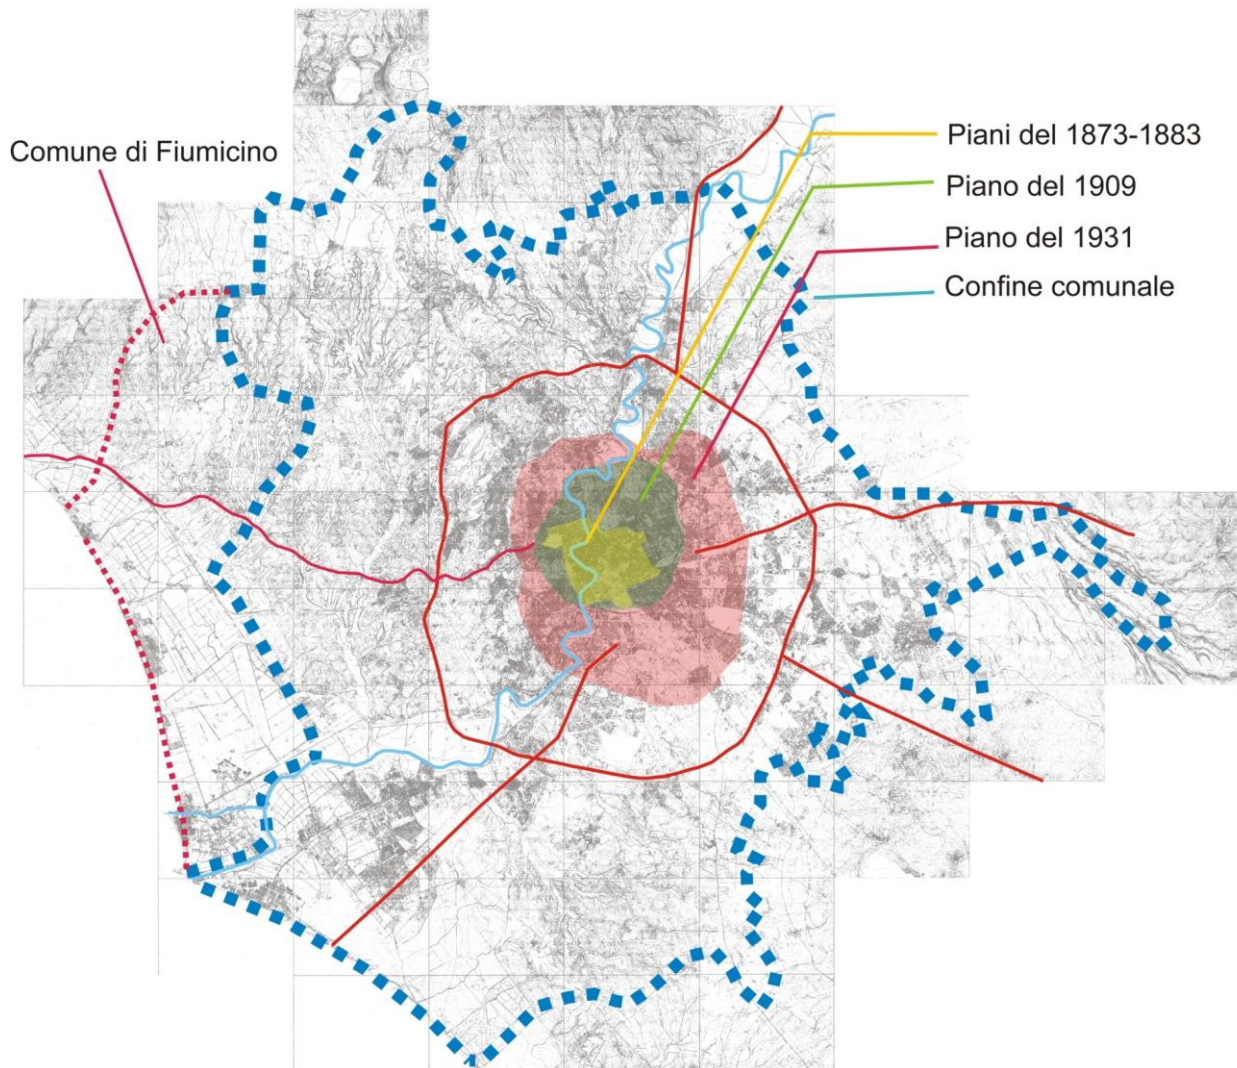 Comune di Fiumicino
Piani del 1873-1883
Piano del 1909
Piano del 1931
Confine comunale